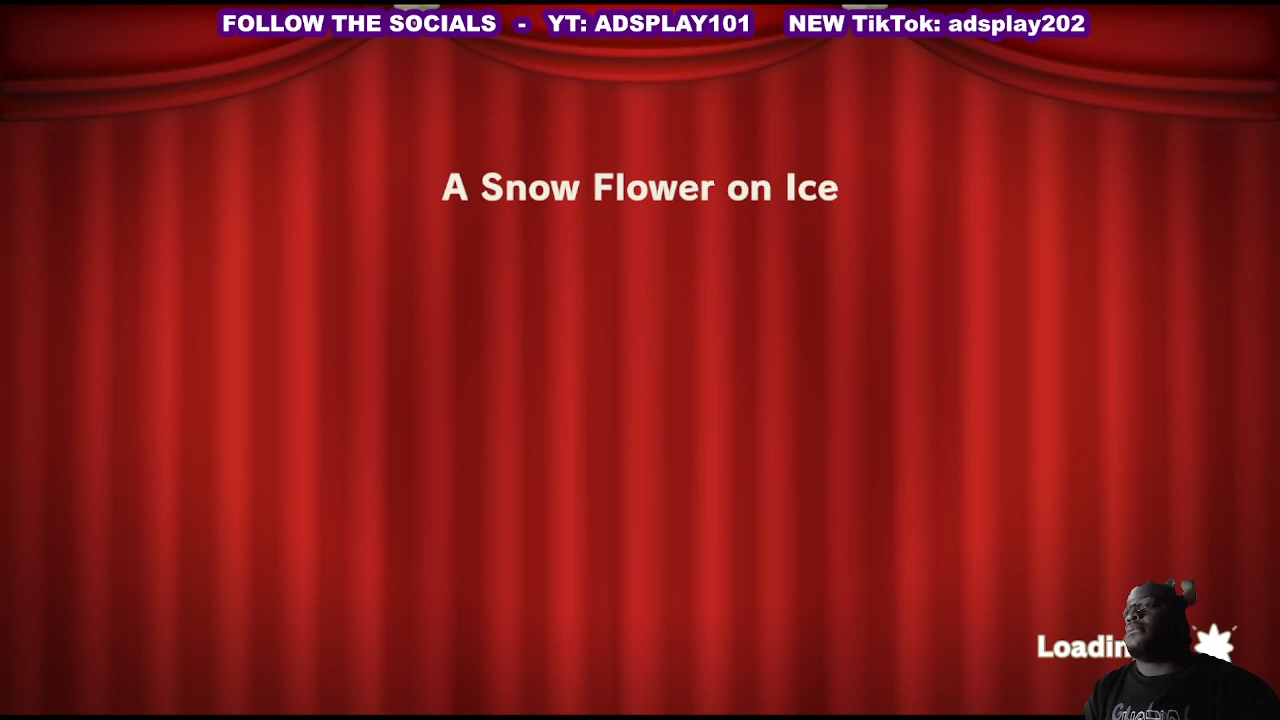 FOLLOW THE SOCIALS - YT: ADSPLAY101 NEW TikTok: adsplay202
A Snow Flower on Ice